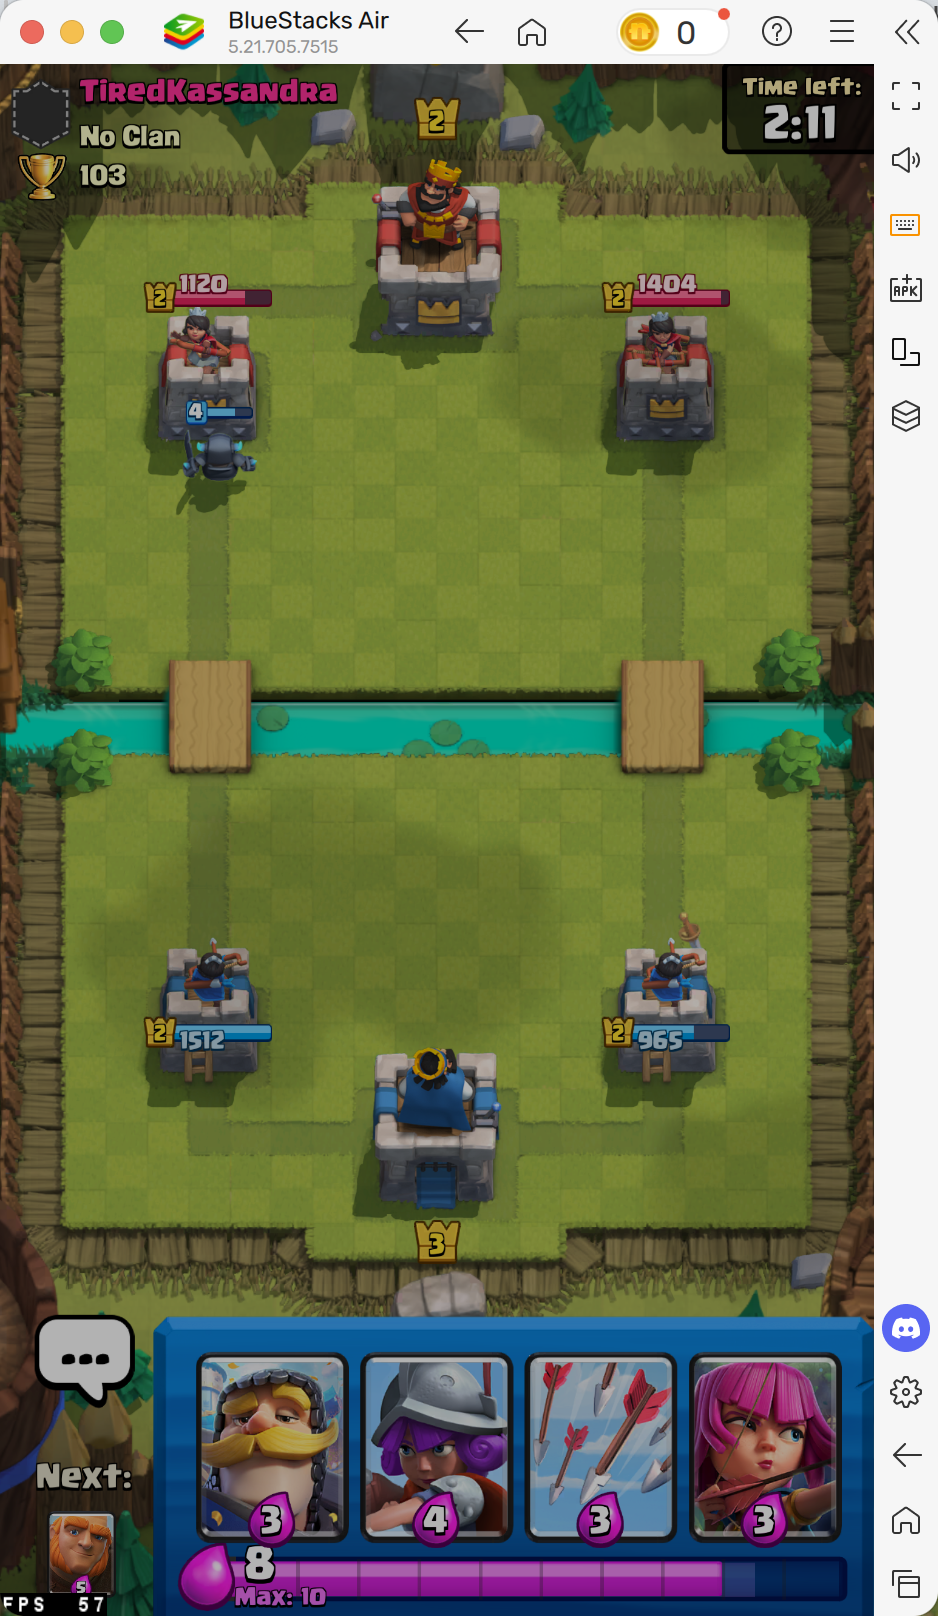 BlueStacks Air
5.21.705.7515
0
TiredKassandra
No Clan
103
2
Time left:
2:11
1120
2
1404
2
4
2
1512
2
965
3
Next:
5
3
4
3
3
8
Max: 10
FPS 57
APK